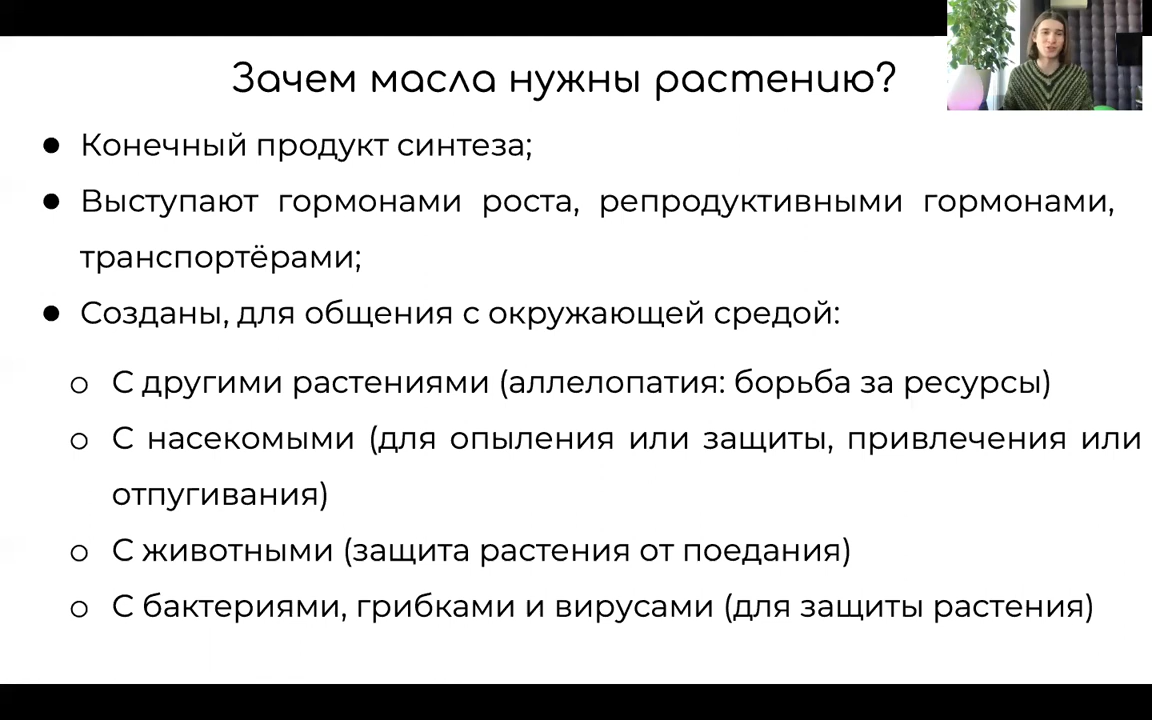 Зачем масла нужны растению?
● Конечный продукт синтеза;
● Выступают гормонами роста, репродуктивными гормонами,
транспортёрами;
● Созданы, для общения с окружающей средой:
○ С другими растениями (аллелопатия: борьба за ресурсы)
○ С насекомыми (для опыления или защиты, привлечения или
отпугивания)
○ С животными (защита растения от поедания)
○ С бактериями, грибками и вирусами (для защиты растения)